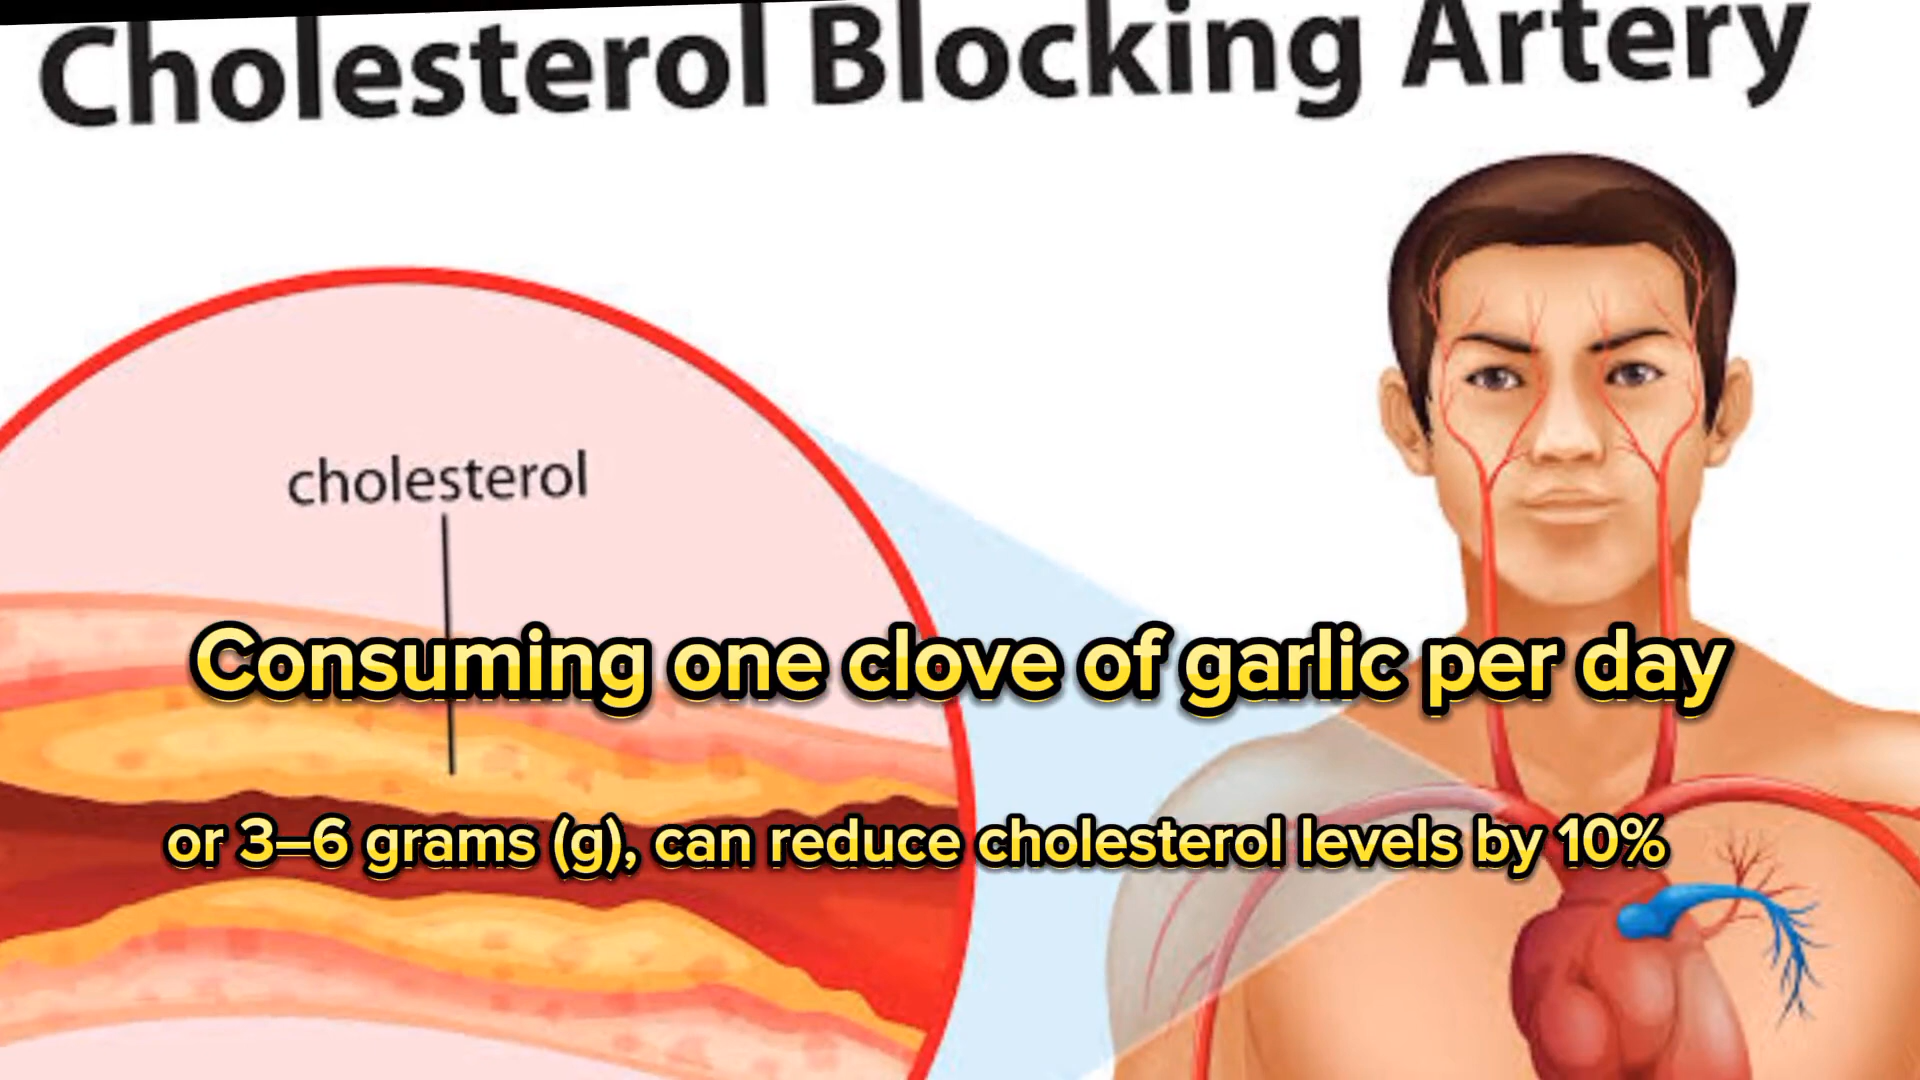 Cholesterol Blocking Artery
cholesterol
Consuming one clove of garlic per day
or 3–6 grams (g), can reduce cholesterol levels by 10%